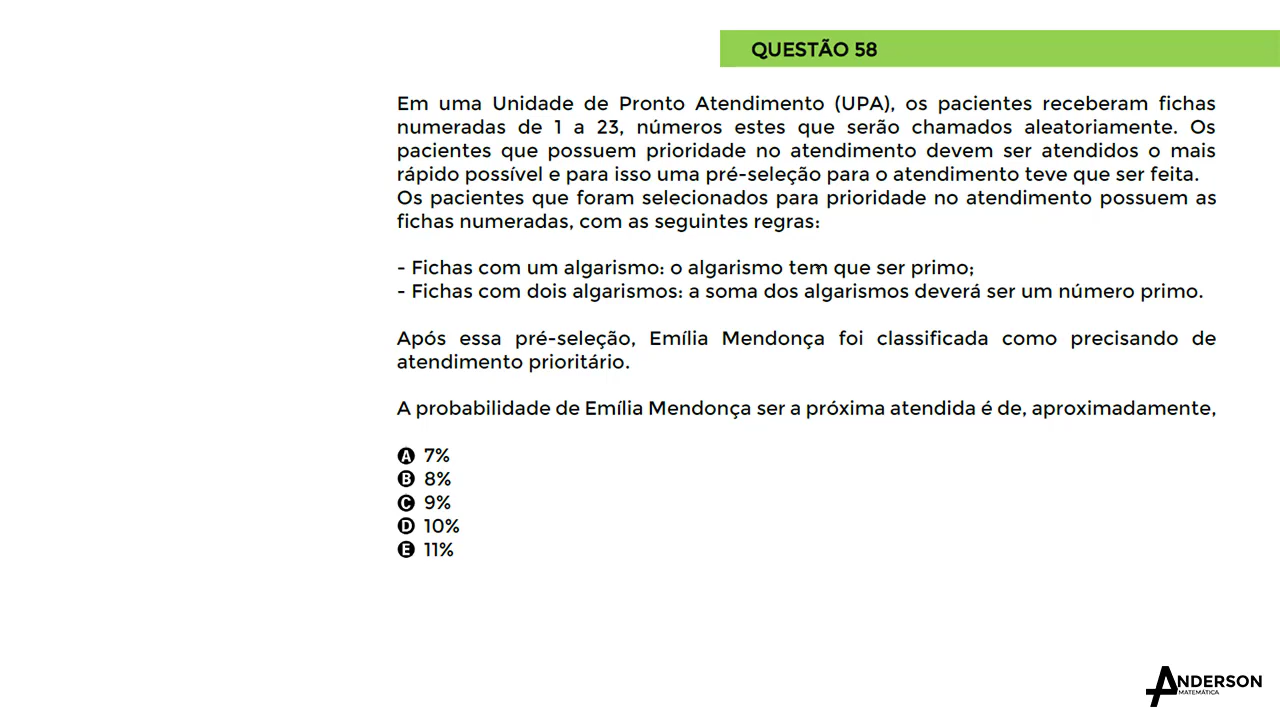 QUESTÃO 58
Em uma Unidade de Pronto Atendimento (UPA), os pacientes receberam fichas
numeradas de 1 a 23, números estes que serão chamados aleatoriamente. Os
pacientes que possuem prioridade no atendimento devem ser atendidos o mais
rápido possível e para isso uma pré-seleção para o atendimento teve que ser feita.
Os pacientes que foram selecionados para prioridade no atendimento possuem as
fichas numeradas, com as seguintes regras:
- Fichas com um algarismo: o algarismo tem que ser primo;
- Fichas com dois algarismos: a soma dos algarismos deverá ser um número primo.
Após essa pré-seleção, Emília Mendonça foi classificada como precisando de
atendimento prioritário.
A probabilidade de Emília Mendonça ser a próxima atendida é de, aproximadamente,
A 7%
B 8%
C 9%
D 10%
E 11%
ANDERSON
MATEMÁTICA